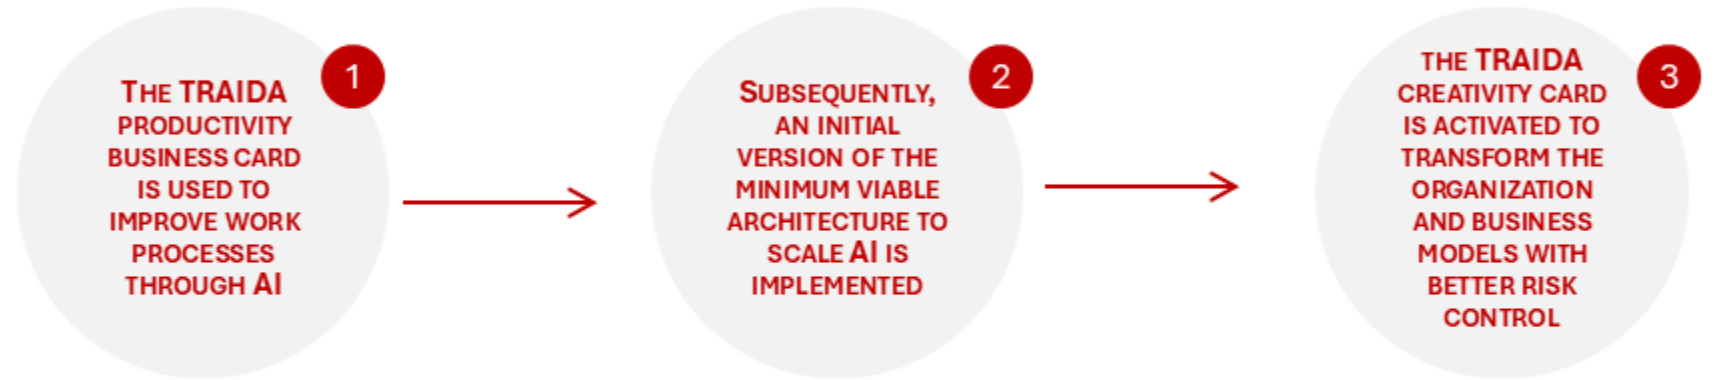 1
THE TRAIDA
PRODUCTIVITY
BUSINESS CARD
IS USED TO
IMPROVE WORK
PROCESSES
THROUGH AI
2
SUBSEQUENTLY,
AN INITIAL
VERSION OF THE
MINIMUM VIABLE
ARCHITECTURE TO
SCALE AI IS
IMPLEMENTED
3
THE TRAIDA
CREATIVITY CARD
IS ACTIVATED TO
TRANSFORM THE
ORGANIZATION
AND BUSINESS
MODELS WITH
BETTER RISK
CONTROL